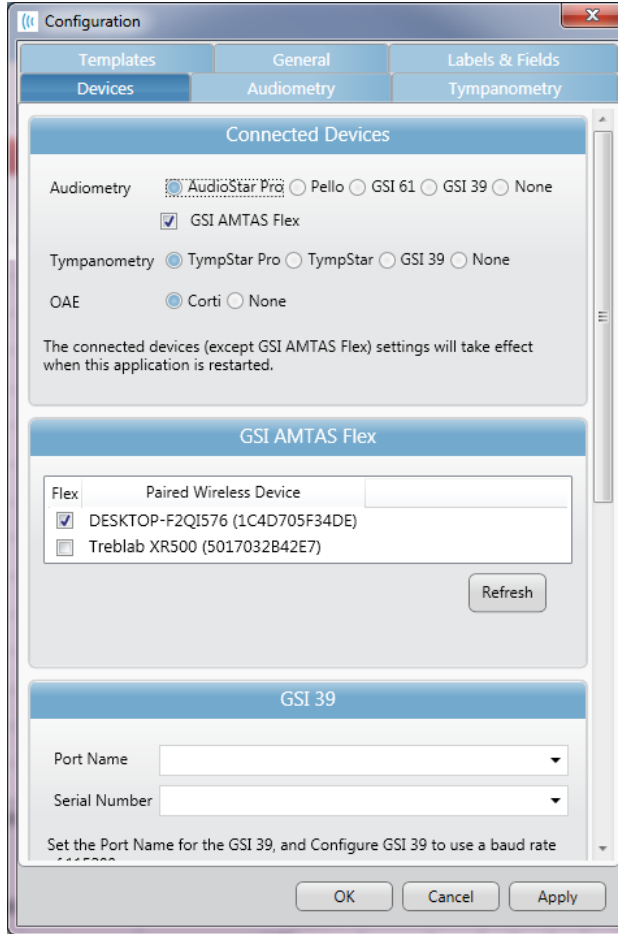 Configuration
Templates General Labels & Fields
Devices Audiometry Tympanometry
Connected Devices
Audiometry AudioStar Pro Pello GSI 61 GSI 39 None
GSI AMTAS Flex
Tympanometry TympStar Pro TympStar GSI 39 None
OAE Corti None
The connected devices (except GSI AMTAS Flex) settings will take effect
when this application is restarted.
GSI AMTAS Flex
Flex Paired Wireless Device
DESKTOP-F2QI576 (1C4D705F34DE)
Treblab XR500 (5017032B42E7)
Refresh
GSI 39
Port Name
Serial Number
Set the Port Name for the GSI 39, and Configure GSI 39 to use a baud rate
OK Cancel Apply